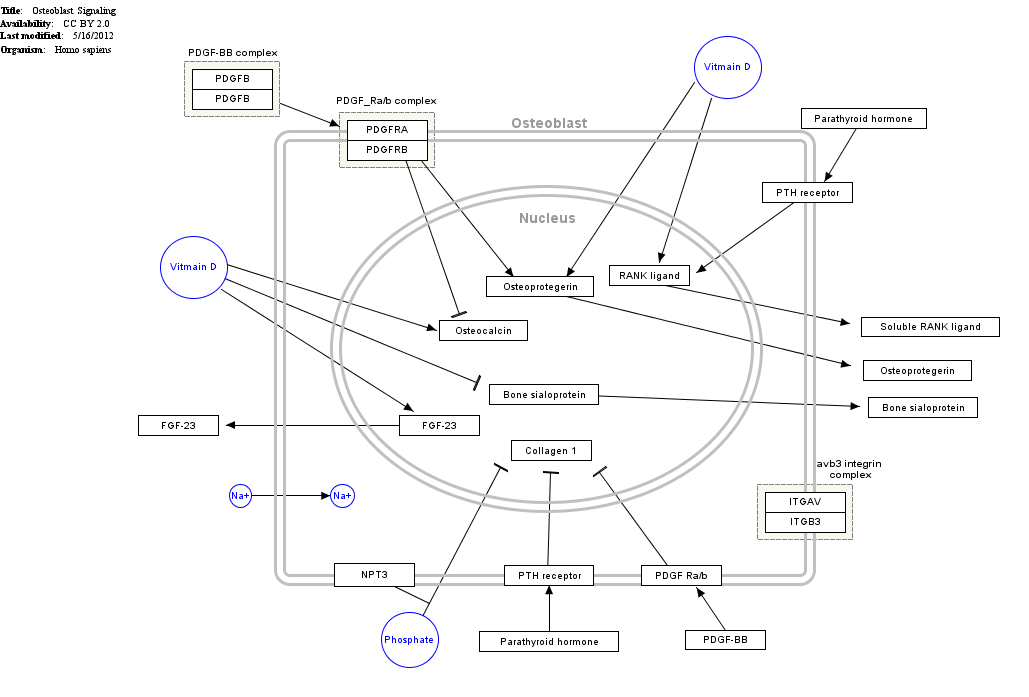 Title: Osteoblast Signaling
Availability: CC BY 2.0
Last modified: 5/16/2012
Organism: Homo sapiens
PDGF-BB complex
PDGFB
PDGFB
PDGF_Ra/b complex
PDGFRA
PDGFRB
Osteoblast
Vitmain D
Parathyroid hormone
PTH receptor
Nucleus
Vitmain D
RANK ligand
Osteoprotegerin
Osteocalcin
Soluble RANK ligand
Osteoprotegerin
Bone sialoprotein
Bone sialoprotein
FGF-23
FGF-23
Collagen 1
avb3 integrin
complex
Na+
Na+
ITGAV
ITGB3
NPT3
PTH receptor
PDGF Ra/b
Phosphate
Parathyroid hormone
PDGF-BB